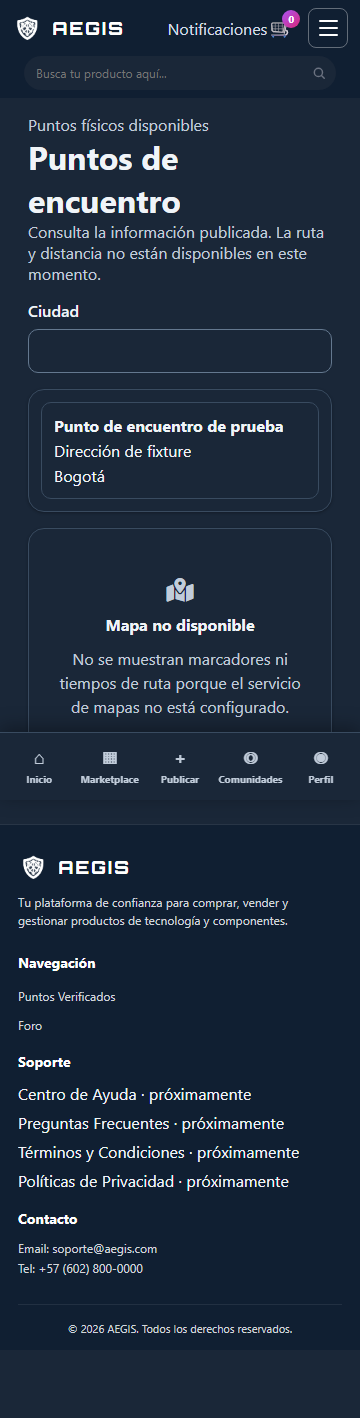 AEGIS
Notificaciones
0
Busca tu producto aquí...
Puntos físicos disponibles
Puntos de
encuentro
Consulta la información publicada. La ruta
y distancia no están disponibles en este
momento.
Ciudad
Punto de encuentro de prueba
Dirección de fixture
Bogotá
Mapa no disponible
No se muestran marcadores ni
tiempos de ruta porque el servicio
de mapas no está configurado.
Inicio
Marketplace
Publicar
Comunidades
Perfil
AEGIS
Tu plataforma de confianza para comprar, vender y
gestionar productos de tecnología y componentes.
Navegación
Puntos Verificados
Foro
Soporte
Centro de Ayuda · próximamente
Preguntas Frecuentes · próximamente
Términos y Condiciones · próximamente
Políticas de Privacidad · próximamente
Contacto
Email: soporte@aegis.com
Tel: +57 (602) 800-0000
© 2026 AEGIS. Todos los derechos reservados.